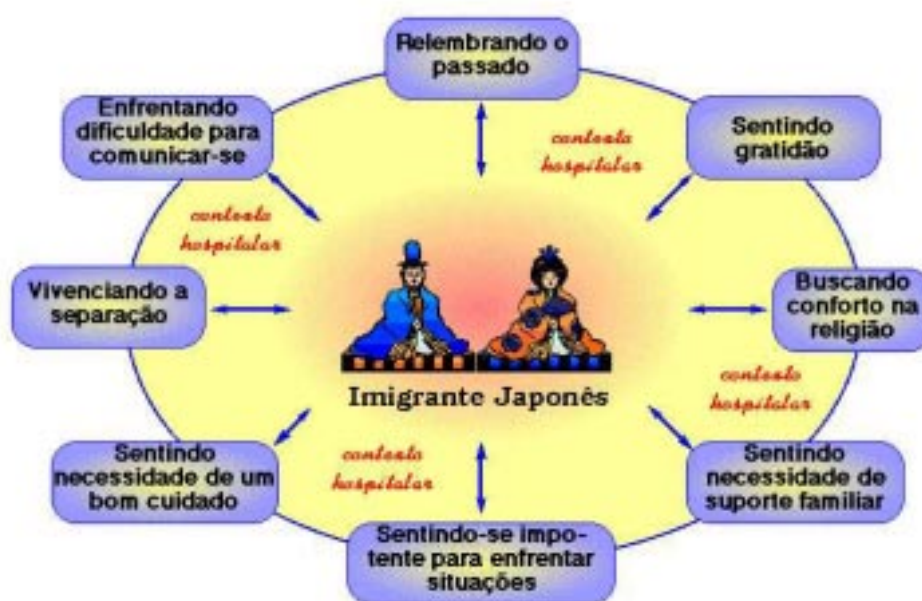 Relembrando o
passado
Enfrentando
dificuldade para
comunicar-se
contexto
hospitalar
Sentindo
gratidão
contexto
hospitalar
Vivenciando a
separação
Buscando
conforto na
religião
Imigrante Japonês
contexto
hospitalar
Sentindo
necessidade de um
bom cuidado
contexto
hospitalar
Sentindo
necessidade de
suporte familiar
Sentindo-se impo-
tente para enfrentar
situações